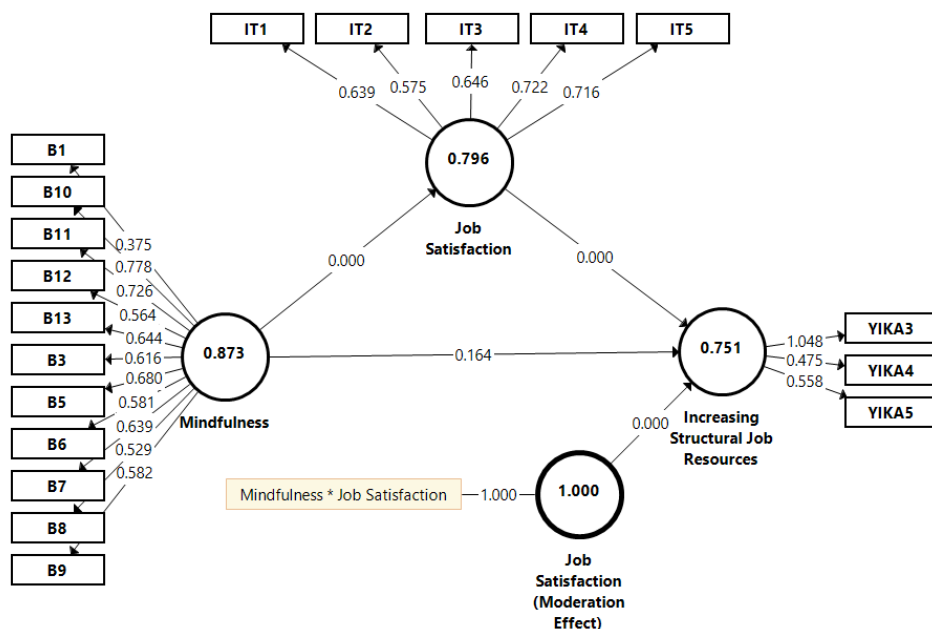 IT1 IT2 IT3 IT4 IT5
0.639 0.575 0.646 0.722 0.716
0.796
Job
Satisfaction
B1
B10
B11
B12
B13
B3
B5
B6
B7
B8
B9
0.375
0.778
0.726
0.564
0.644
0.616
0.680
0.581
0.639
0.529
0.582
0.873
Mindfulness
0.000
0.000
0.164
0.751
Increasing
Structural Job
Resources
1.048
0.475
0.558
YIKA3
YIKA4
YIKA5
0.000
Mindfulness * Job Satisfaction
1.000
1.000
Job
Satisfaction
(Moderation
Effect)